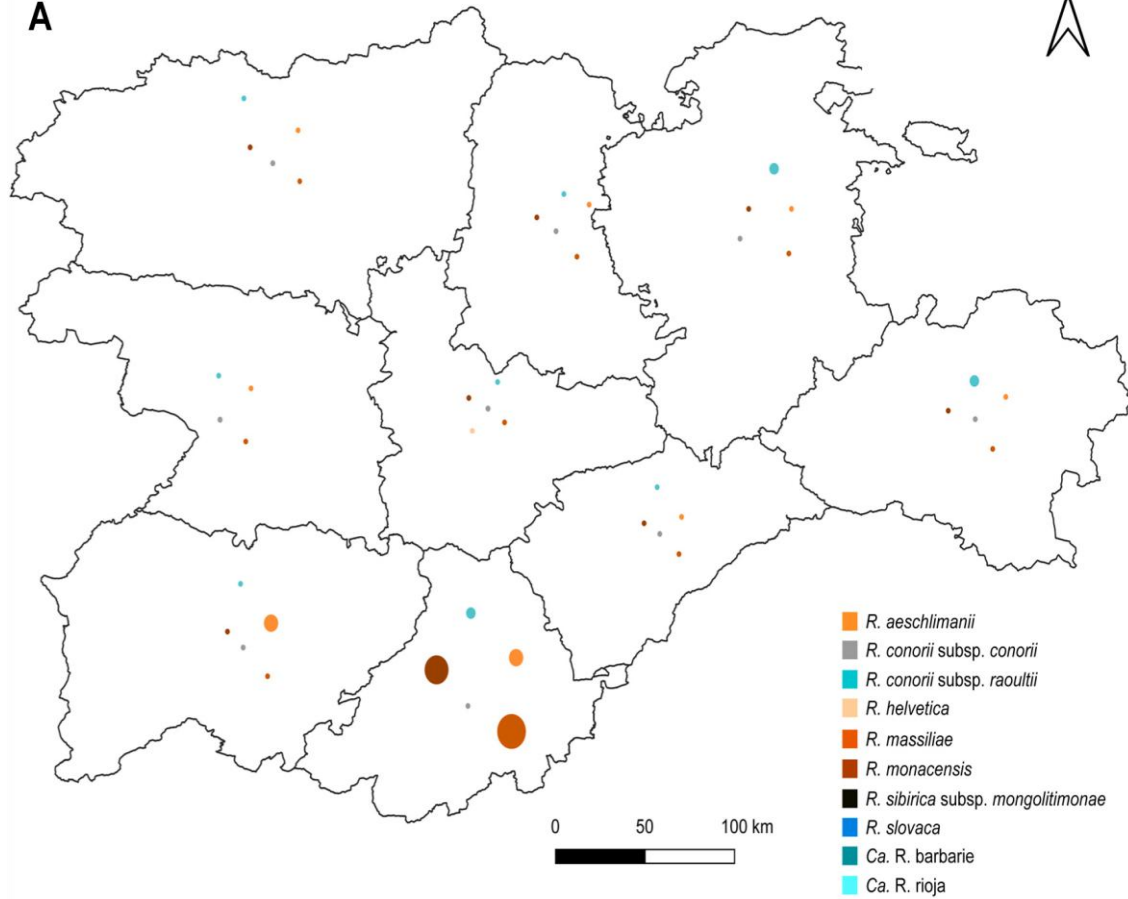 A
R. aeschlimanii
R. conorii subsp. conorii
R. conorii subsp. raoultii
R. helvetica
R. massiliae
R. monacensis
R. sibirica subsp. mongolitimonae
R. slovaca
Ca. R. barbarie
Ca. R. rioja
0 50 100 km